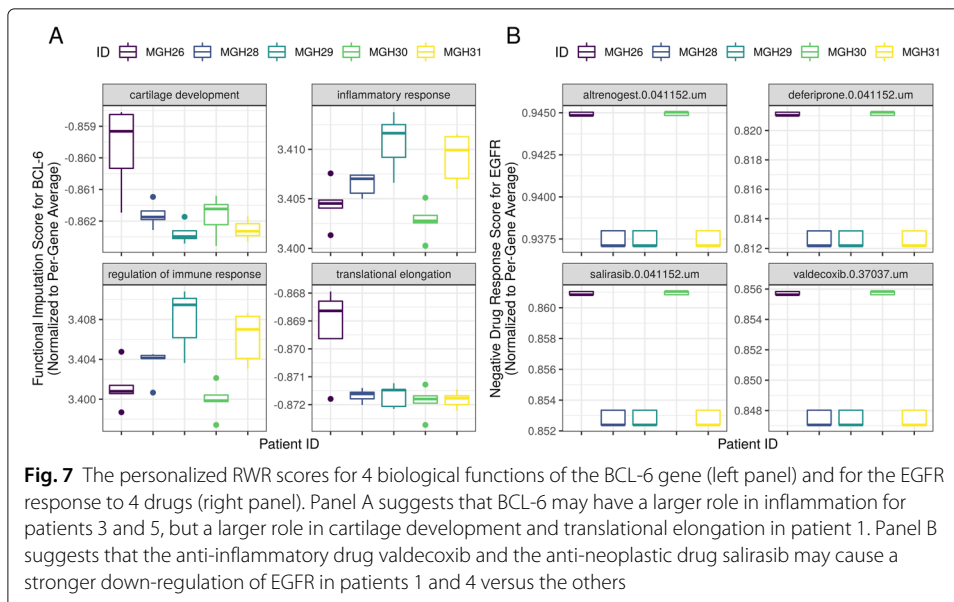 A
B
ID MGH26 MGH28 MGH29 MGH30 MGH31
ID MGH26 MGH28 MGH29 MGH30 MGH31
Functional Imputation Score for BCL-6
(Normalized to Per-Gene Average)
cartilage development
-0.859
-0.860
-0.861
-0.862
inflammatory response
3.410
3.405
3.400
regulation of immune response
3.408
3.404
3.400
translational elongation
-0.868
-0.869
-0.870
-0.871
-0.872
Patient ID
Negative Drug Response Score for EGFR
(Normalized to Per-Gene Average)
altrenogest.0.041152.um
0.9450
0.9425
0.9400
0.9375
deferiprone.0.041152.um
0.820
0.818
0.816
0.814
0.812
salirasib.0.041152.um
0.860
0.858
0.856
0.854
0.852
valdecoxib.0.37037.um
0.856
0.854
0.852
0.850
0.848
Patient ID
Fig. 7 The personalized RWR scores for 4 biological functions of the BCL-6 gene (left panel) and for the EGFR
response to 4 drugs (right panel). Panel A suggests that BCL-6 may have a larger role in inflammation for
patients 3 and 5, but a larger role in cartilage development and translational elongation in patient 1. Panel B
suggests that the anti-inflammatory drug valdecoxib and the anti-neoplastic drug salirasib may cause a
stronger down-regulation of EGFR in patients 1 and 4 versus the others